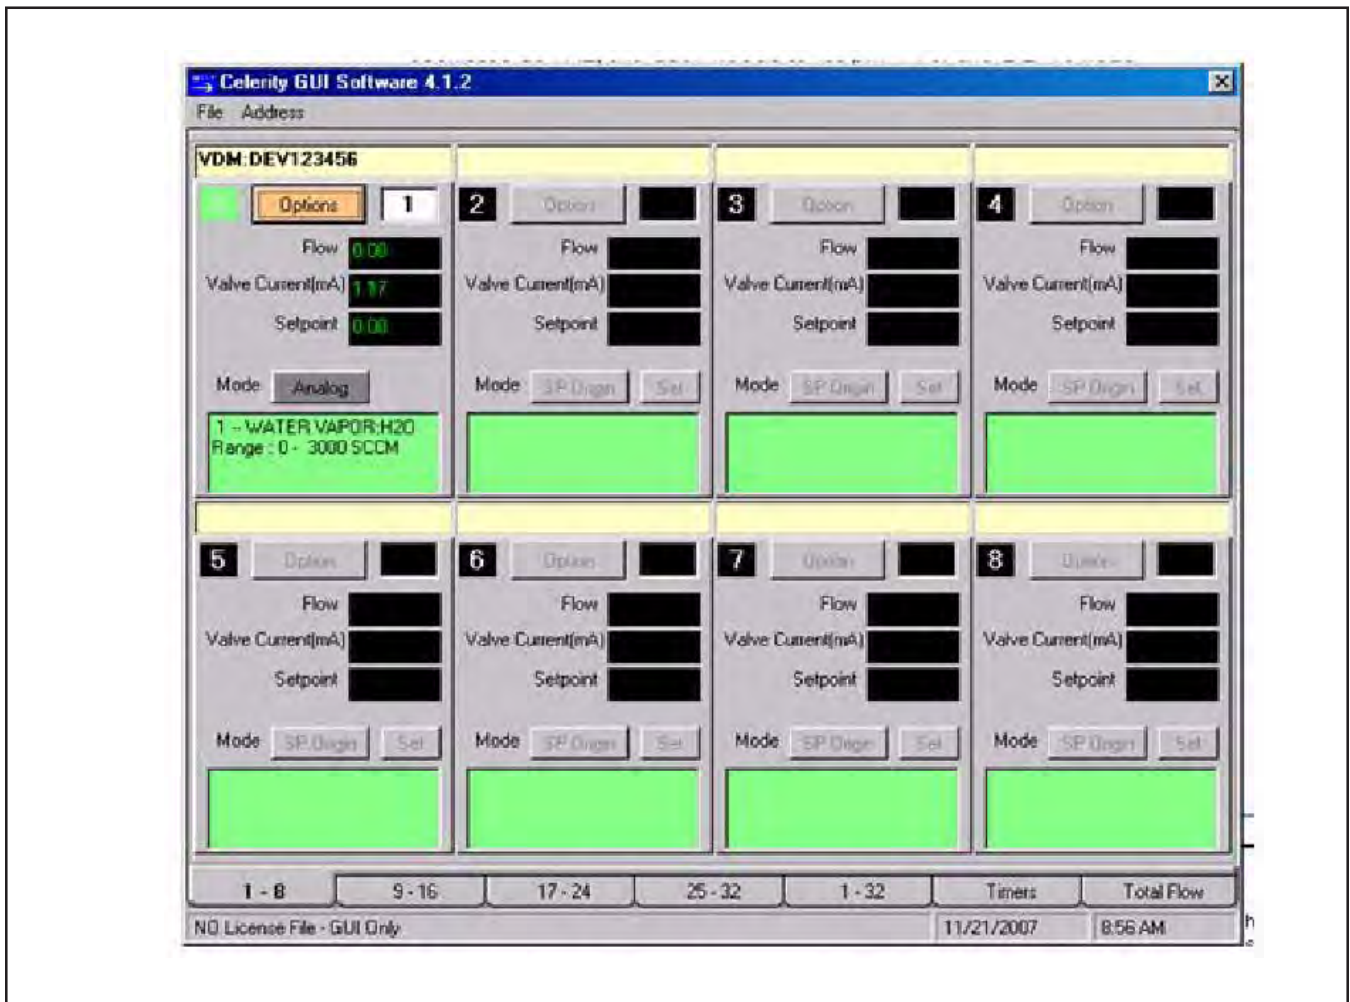 Celerity GUI Software 4.1.2
File Address
VDM:DEV123456
Options 1
Flow 0.00
Valve Current(mA) 1.17
Setpoint 0.00
Mode Analog
1 -- WATER VAPOR;H2O
Range : 0 - 3000 SCCM
2 Option
Flow
Valve Current(mA)
Setpoint
Mode SP Origin Set
3 Option
Flow
Valve Current(mA)
Setpoint
Mode SP Origin Set
4 Option
Flow
Valve Current(mA)
Setpoint
Mode SP Origin Set
5 Option
Flow
Valve Current(mA)
Setpoint
Mode SP Origin Set
6 Option
Flow
Valve Current(mA)
Setpoint
Mode SP Origin Set
7 Option
Flow
Valve Current(mA)
Setpoint
Mode SP Origin Set
8 Option
Flow
Valve Current(mA)
Setpoint
Mode SP Origin Set
1 - 8 9 - 16 17 - 24 25 - 32 1 - 32 Timers Total Flow
NO License File - GUI Only 11/21/2007 8:56 AM